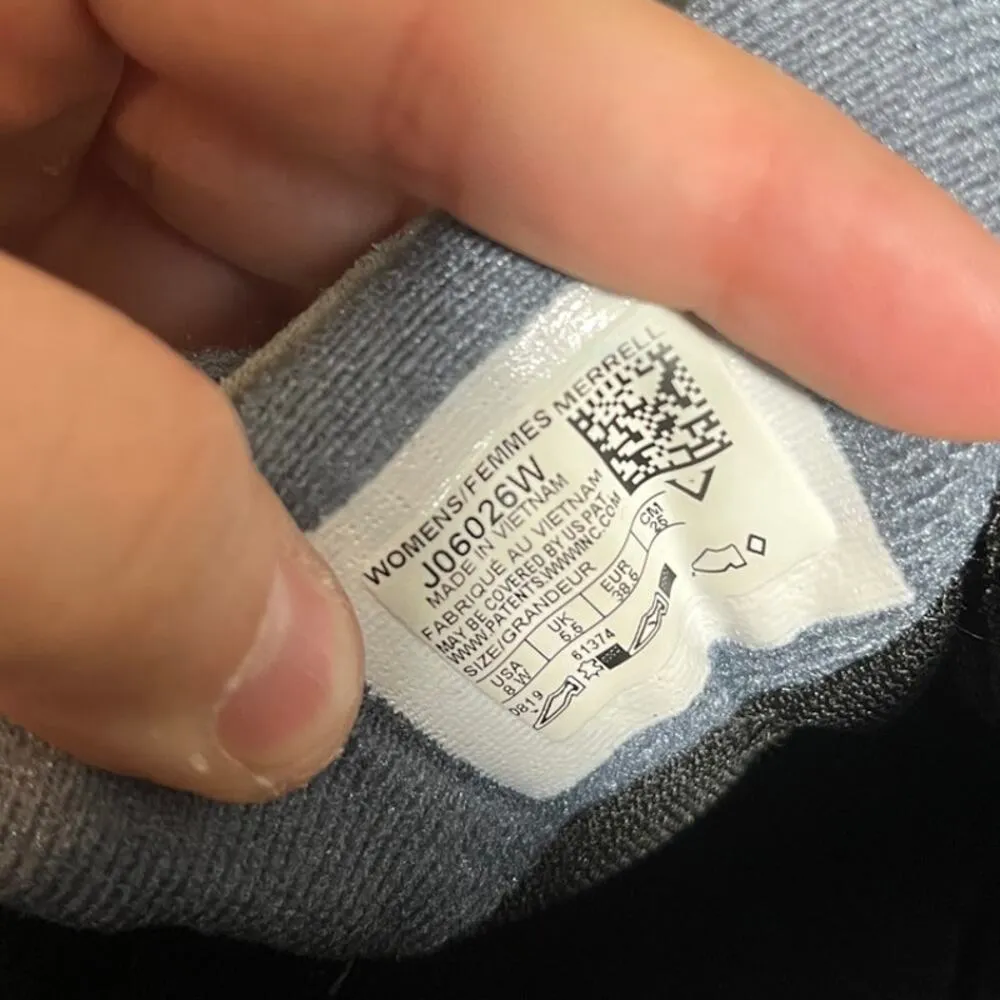 WOMENS/FEMMES MERRELL
J06026W
MADE IN VIETNAM
FABRIQUÉ AU VIETNAM
MAY BE COVERED BY US PAT.
WWW.PATENTS.WWWINC.COM
SIZE/GRANDEUR
USA UK EUR CM
8 W 5.5 38.5 25
0819 61374